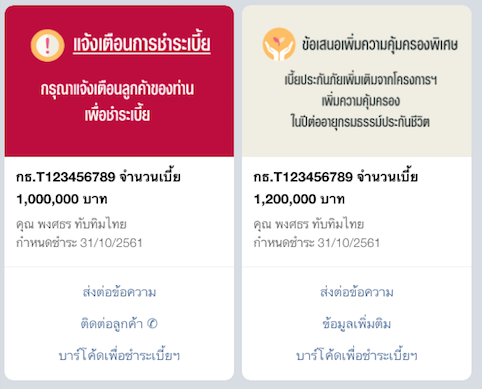 แจ้งเตือนการชำระเบี้ย
กรุณาแจ้งเตือนลูกค้าของท่าน
เพื่อชำระเบี้ย
กธ.T123456789 จำนวนเบี้ย
1,000,000 บาท
คุณ พงศธร ทับทิมไทย
กำหนดชำระ 31/10/2561
ส่งต่อข้อความ
ติดต่อลูกค้า ✆
บาร์โค้ดเพื่อชำระเบี้ยฯ
ข้อเสนอเพิ่มความคุ้มครองพิเศษ
เบี้ยประกันภัยเพิ่มเติมจากโครงการฯ
เพิ่มความคุ้มครอง
ในปีต่ออายุกรมธรรม์ประกันชีวิต
กธ.T123456789 จำนวนเบี้ย
1,200,000 บาท
คุณ พงศธร ทับทิมไทย
กำหนดชำระ 31/10/2561
ส่งต่อข้อความ
ข้อมูลเพิ่มติม
บาร์โค้ดเพื่อชำระเบี้ยฯ